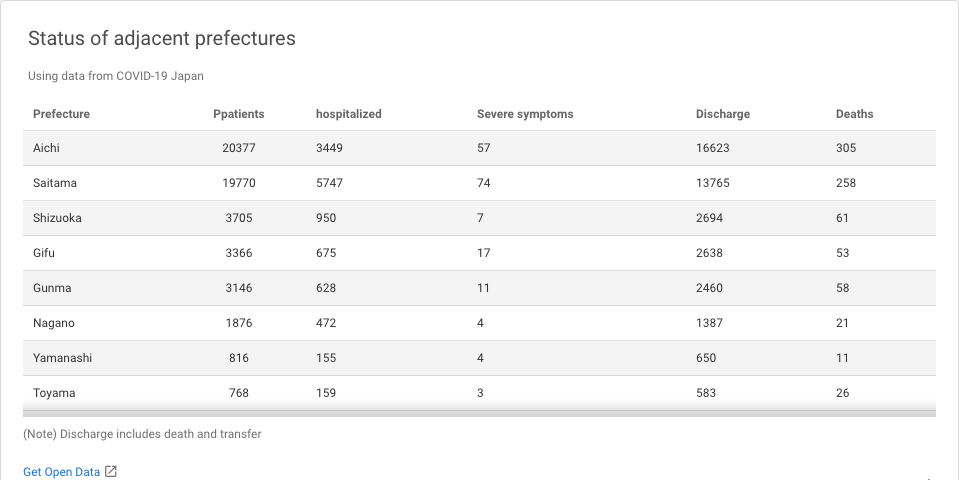 Status of adjacent prefectures
Using data from COVID-19 Japan
Prefecture Ppatients hospitalized Severe symptoms Discharge Deaths
Aichi 20377 3449 57 16623 305
Saitama 19770 5747 74 13765 258
Shizuoka 3705 950 7 2694 61
Gifu 3366 675 17 2638 53
Gunma 3146 628 11 2460 58
Nagano 1876 472 4 1387 21
Yamanashi 816 155 4 650 11
Toyama 768 159 3 583 26
(Note) Discharge includes death and transfer
Get Open Data